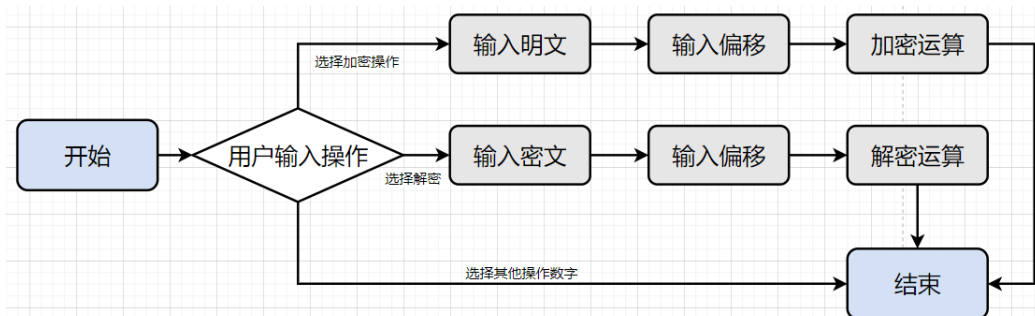 输入明文
输入偏移
加密运算
选择加密操作
开始
用户输入操作
输入密文
输入偏移
解密运算
选择解密
选择其他操作数字
结束